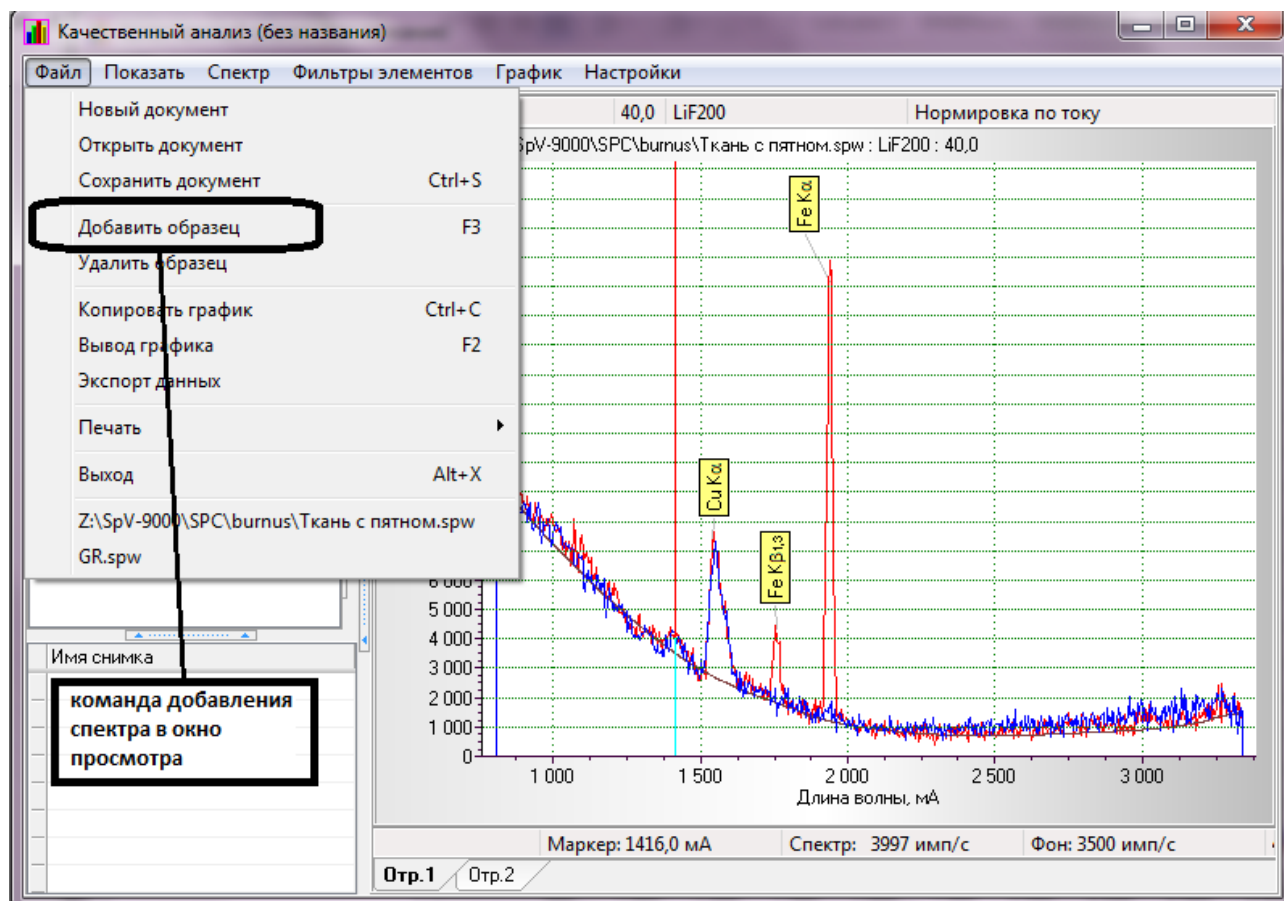 Качественный анализ (без названия)
Файл Показать Спектр Фильтры элементов График Настройки
Новый документ
Открыть документ
Сохранить документ Ctrl+S
Добавить образец F3
Удалить образец
Копировать график Ctrl+C
Вывод графика F2
Экспорт данных
Печать
Выход Alt+X
Z:\SpV-9000\SPC\burnus\Ткань с пятном.spw
GR.spw
40,0 LiF200 Нормировка по току
SpV-9000\SPC\burnus\Ткань с пятном.spw : LiF200 : 40,0
Fe Kα
Cu Kα
Fe Kβ1,3
5 000
4 000
3 000
2 000
1 000
0
1 000 1 500 2 000 2 500 3 000
Длина волны, мА
Имя снимка
команда добавления
спектра в окно
просмотра
Маркер: 1416,0 мА Спектр: 3997 имп/с Фон: 3500 имп/с
Отр.1 Отр.2